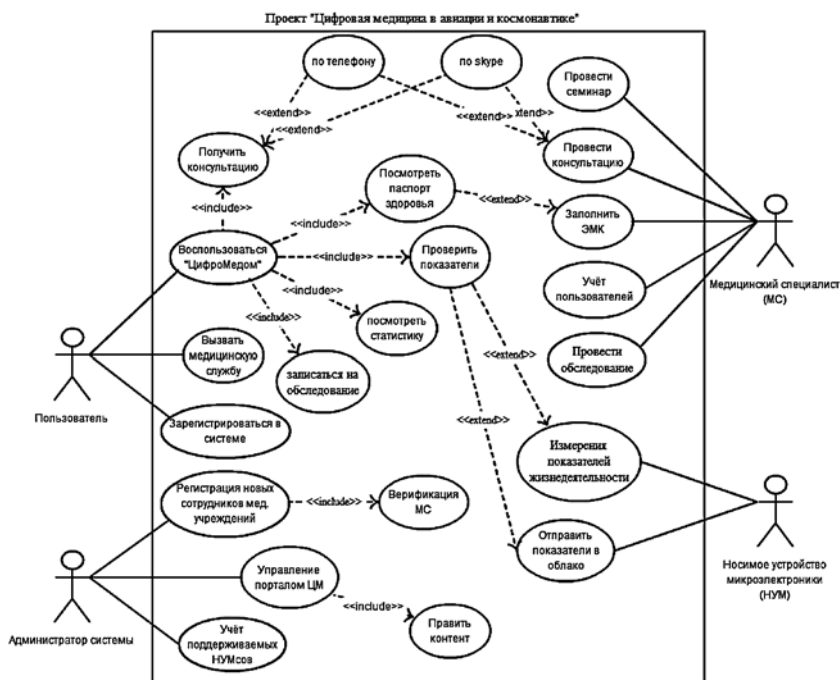 Проект "Цифровая медицина в авиации и космонавтике"
по телефону
по skype
Провести
семинар
<<extend>>
<<extend>>
<<extend>>
xtend>>
Получить
консультацию
Провести
консультацию
Посмотреть
паспорт
здоровья
<<include>>
<<include>>
<<extend>>
Заполнить
ЭМК
Воспользоваться
"ЦифроМедом"
<<include>>
Проверить
показатели
Медицинский специалист
(МС)
<<include>>
Учёт
пользователей
<<include>>
посмотреть
статистику
Вызвать
медицинскую
службу
<<extend>>
Провести
обследование
записаться на
обследование
Пользователь
Зарегистрироваться в
системе
<<extend>>
Измерения
показателей
жизнедеятельности
Регистрация новых
сотрудников мед.
учреждений
<<include>>
Верификация
МС
Отправить
показатели в
облако
Носимое устройство
микроэлектроники
(НУМ)
Управление
порталом ЦМ
<<include>>
Править
контент
Администратор системы
Учёт
поддерживаемых
НУМсов